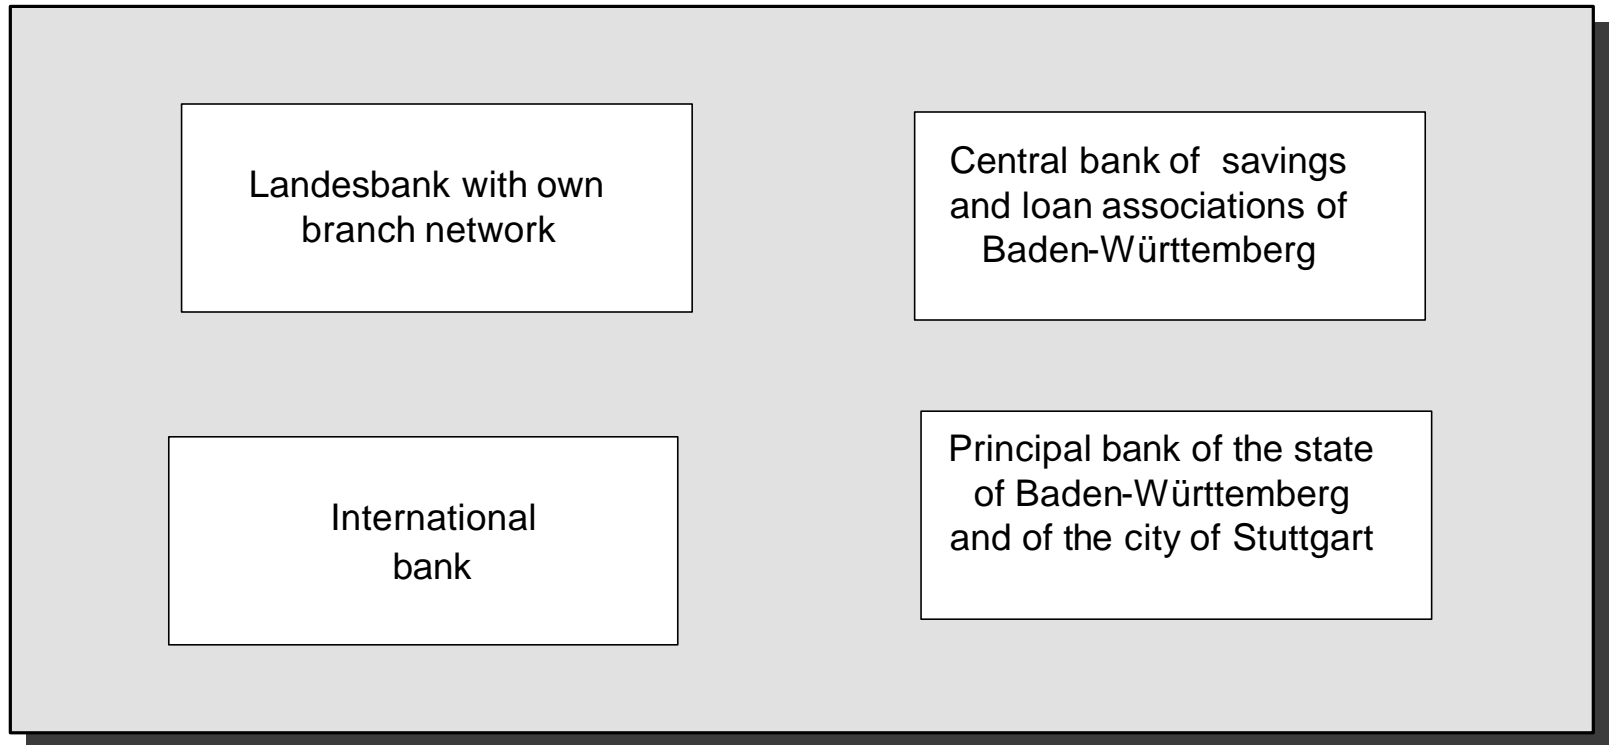 Landesbank with own
branch network
Central bank of savings
and loan associations of
Baden-Württemberg
International
bank
Principal bank of the state
of Baden-Württemberg
and of the city of Stuttgart